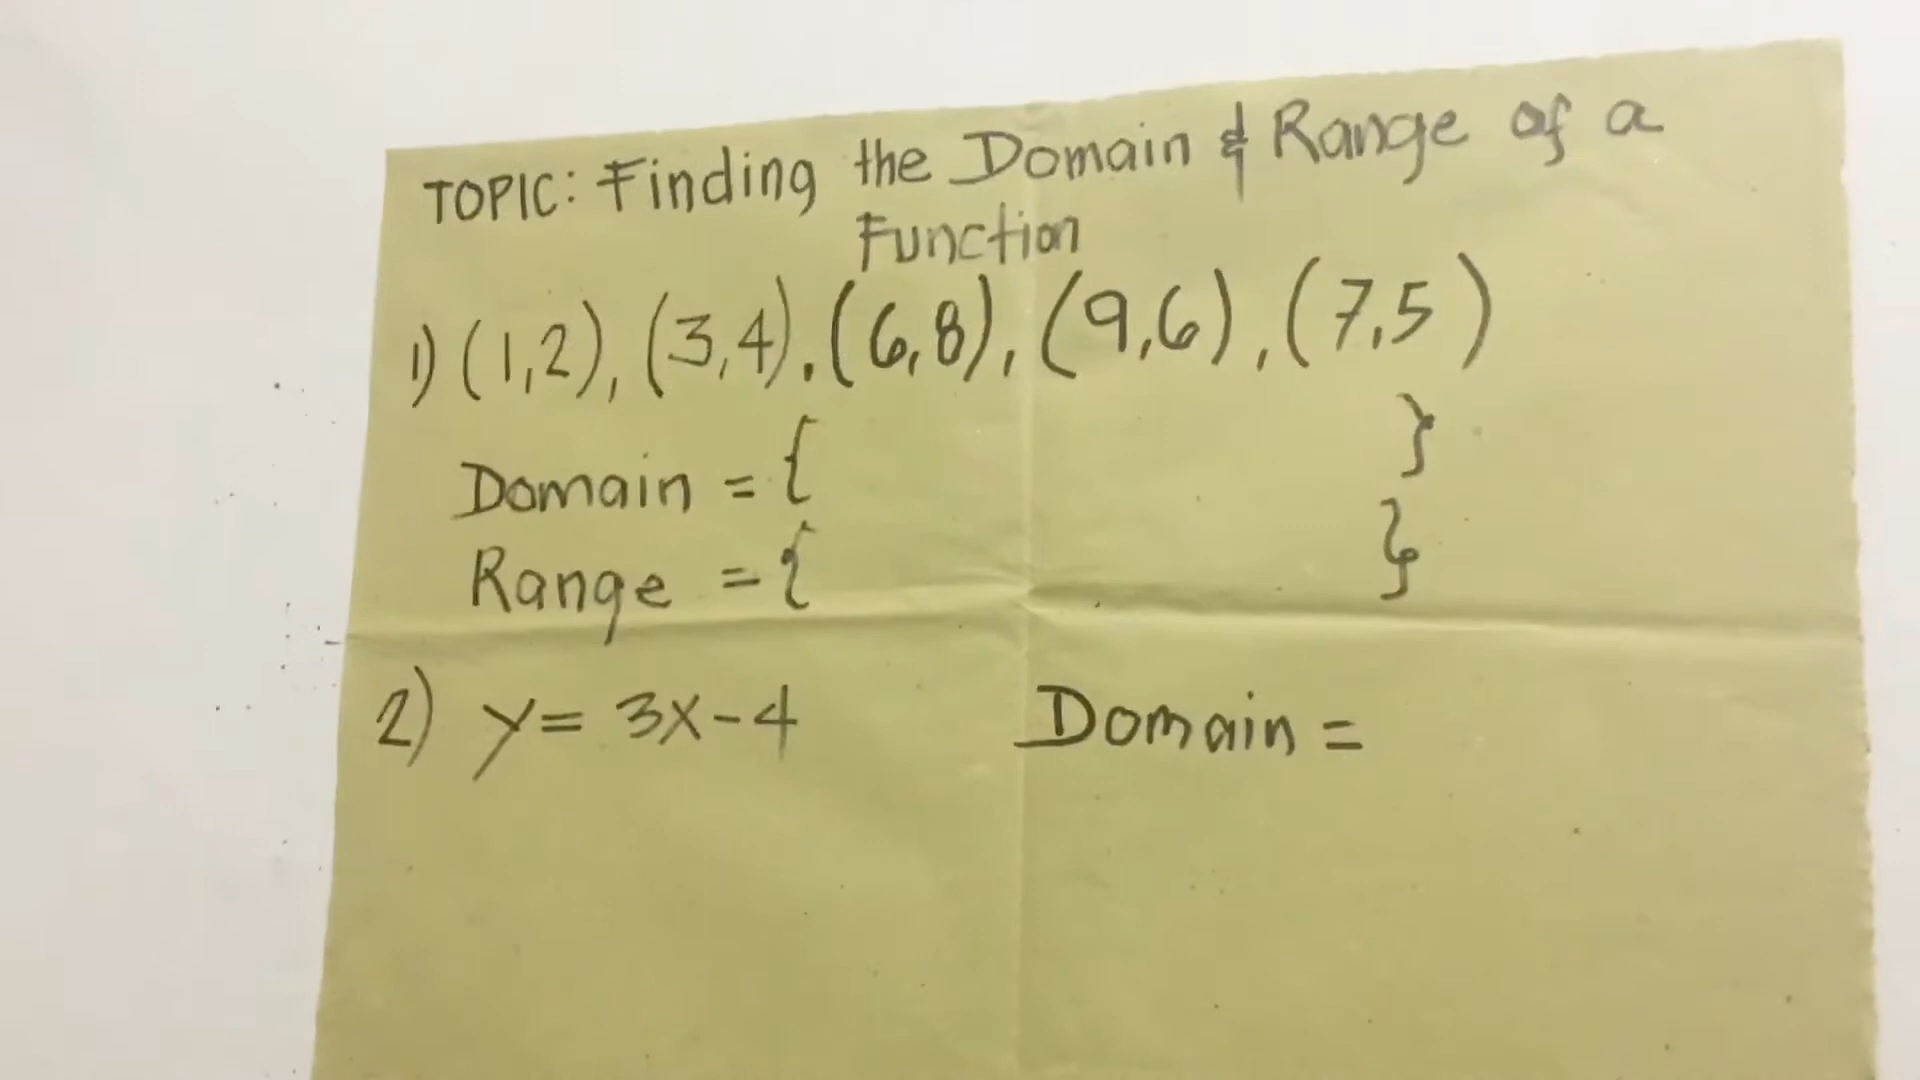 TOPIC: Finding the Domain & Range of a
Function
1) (1,2), (3,4), (6,8), (9,6), (7,5)
Domain = { }
Range = { }
2) y = 3x - 4 Domain =